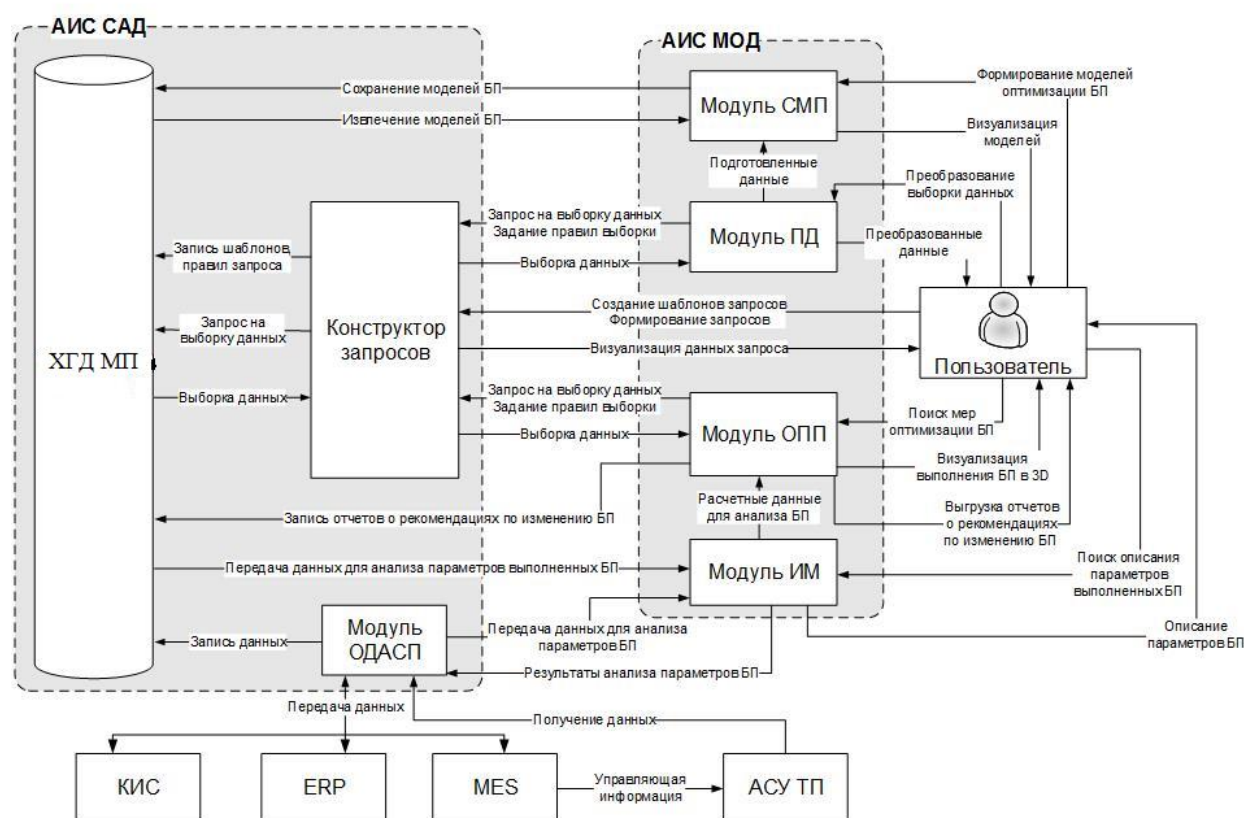 АИС САД
АИС МОД
Сохранение моделей БП
Извлечение моделей БП
Модуль СМП
Формирование моделей
оптимизации БП
Визуализация
моделей
Подготовленные
данные
Преобразование
выборки данных
Запрос на выборку данных
Задание правил выборки
Модуль ПД
Преобразованные
данные
Запись шаблонов,
правил запроса
Выборка данных
Создание шаблонов запросов
Формирование запросов
Запрос на
выборку данных
Конструктор
запросов
Визуализация данных запроса
Пользователь
ХГД МП
Выборка данных
Запрос на выборку данных
Задание правил выборки
Выборка данных
Модуль ОПП
Поиск мер
оптимизации БП
Визуализация
выполнения БП в 3D
Запись отчетов о рекомендациях по изменению БП
Расчетные данные
для анализа БП
Выгрузка отчетов
о рекомендациях
по изменению БП
Передача данных для анализа параметров выполненных БП
Модуль ИМ
Поиск описания
параметров
выполненных БП
Запись данных
Модуль
ОДАСП
Передача данных для анализа
параметров БП
Описание
параметров БП
Результаты анализа параметров БП
Передача данных
Получение данных
КИС
ERP
MES
Управляющая
информация
АСУ ТП